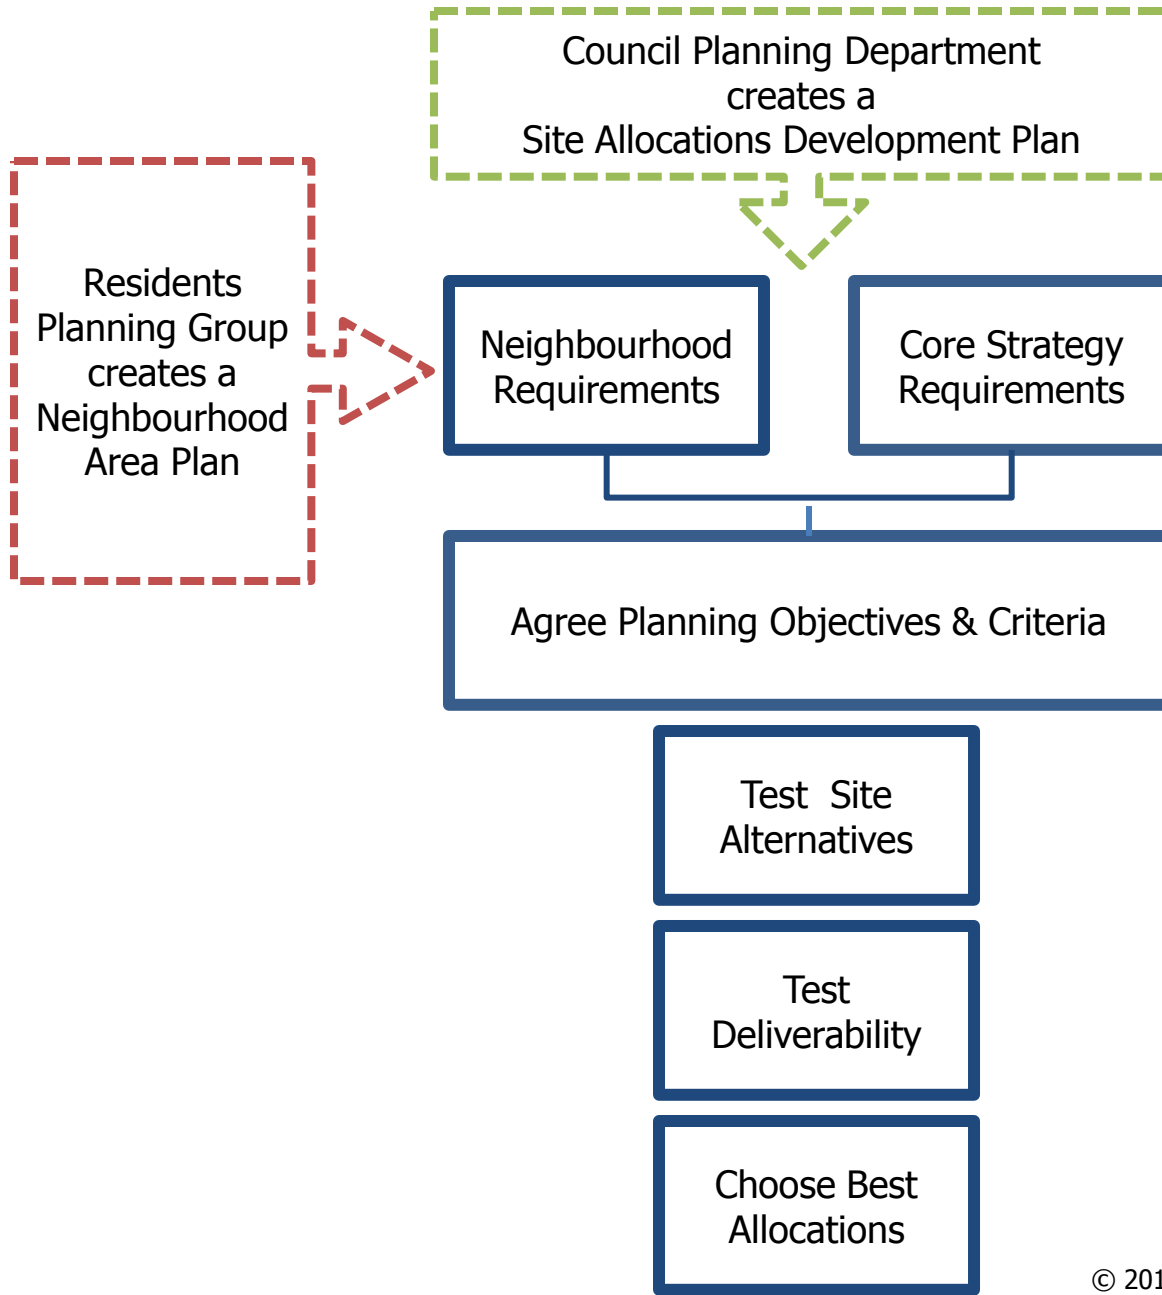 Council Planning Department
creates a
Site Allocations Development Plan
Residents
Planning Group
creates a
Neighbourhood
Area Plan
Neighbourhood
Requirements
Core Strategy
Requirements
Agree Planning Objectives & Criteria
Test Site
Alternatives
Test
Deliverability
Choose Best
Allocations
©